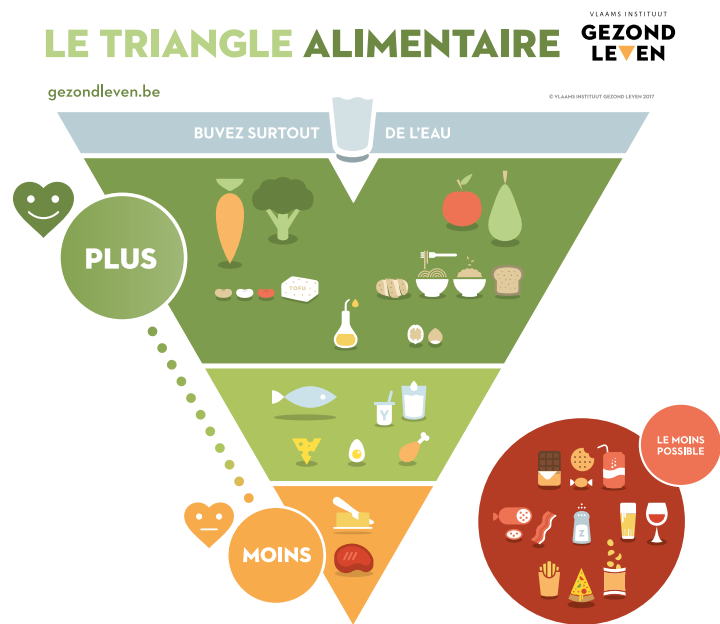 LE TRIANGLE ALIMENTAIRE
VLAAMS INSTITUUT
GEZOND
LEVEN
gezondleven.be
© VLAAMS INSTITUUT GEZOND LEVEN 2017
BUVEZ SURTOUT DE L'EAU
PLUS
TOFU
Y
MOINS
LE MOINS
POSSIBLE
Z